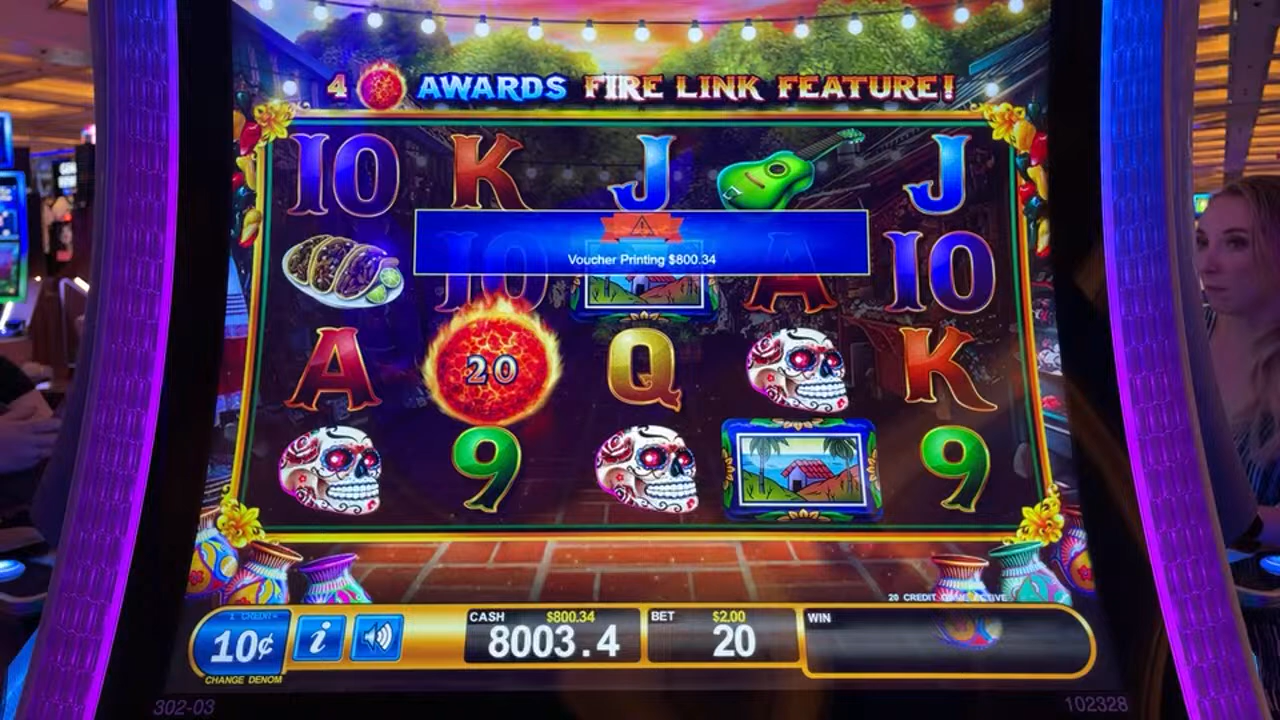 4 AWARDS FIRE LINK FEATURE!
10 K J J
10 A 10
Voucher Printing $800.34
A 20 Q K
9 9
1 CREDIT=
10¢
CHANGE DENOM
i
CASH $800.34
8003.4
BET $2.00
20
WIN
20 CREDIT
302-03
102328